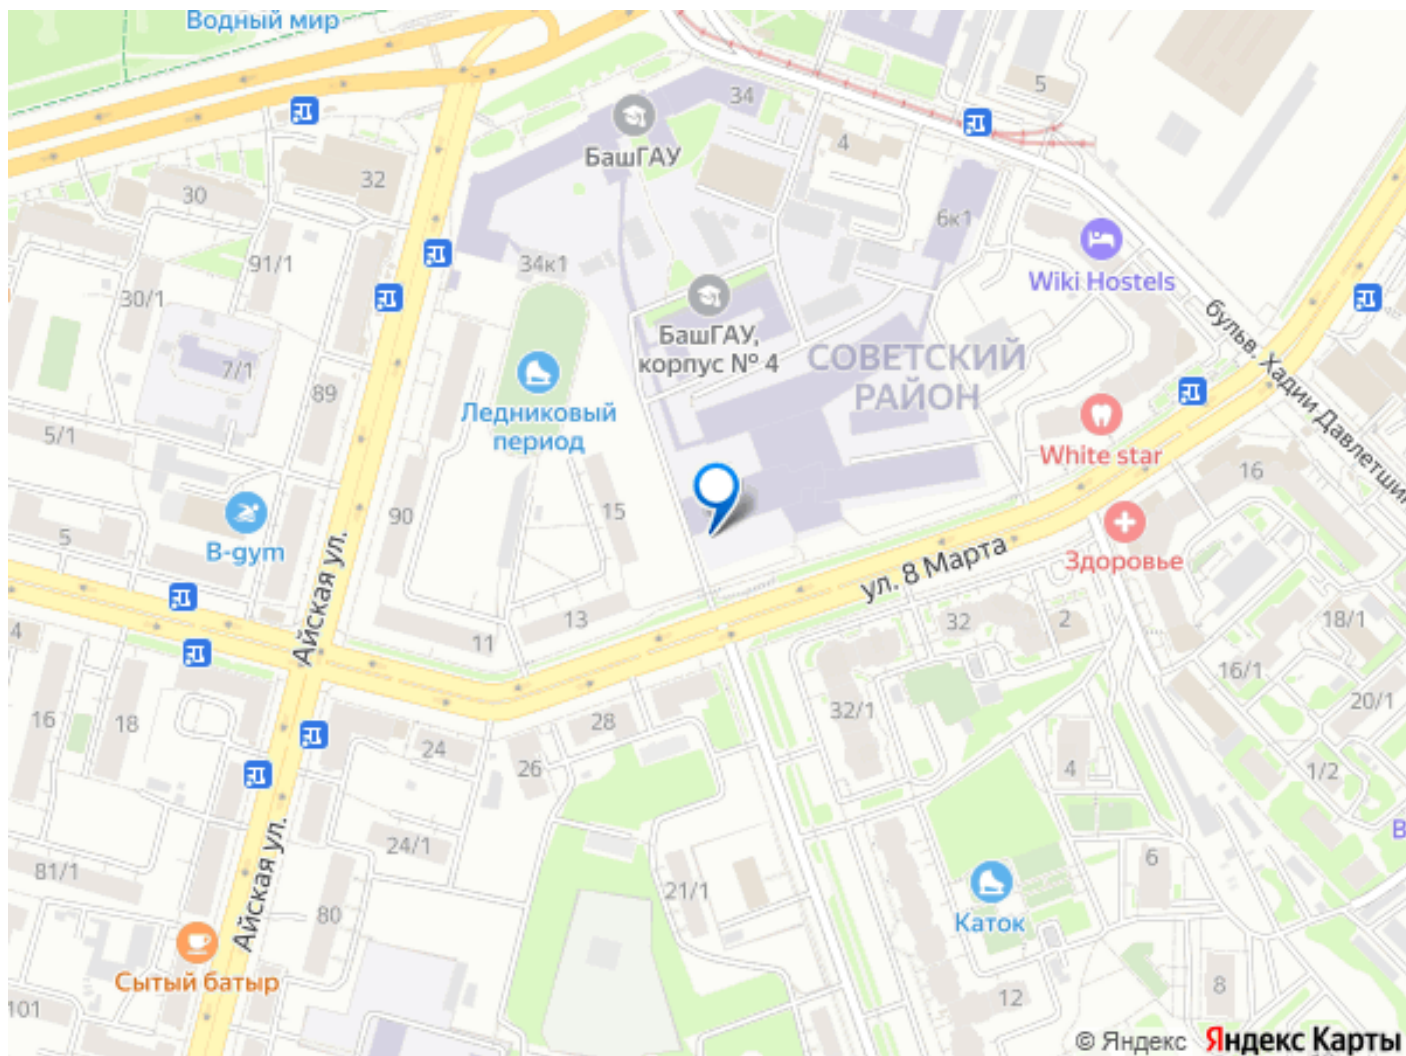 Водный мир
34
5
БашГАУ
4
32
30
6к1
91/1
34к1
Wiki Hostels
30/1
бульв. Хадии Давлетшин
БашГАУ,
корпус № 4
СОВЕТСКИЙ
РАЙОН
7/1
89
Ледниковый
период
5/1
White star
16
90
15
5
B-gym
Здоровье
Айская ул.
ул. 8 Марта
13
11
32
2
4
18/1
16/1
20/1
16
18
28
32/1
24
26
4
1/2
В
24/1
Айская ул.
81/1
6
21/1
80
Каток
Сытый батыр
101
12
8
© Яндекс Яндекс Карты